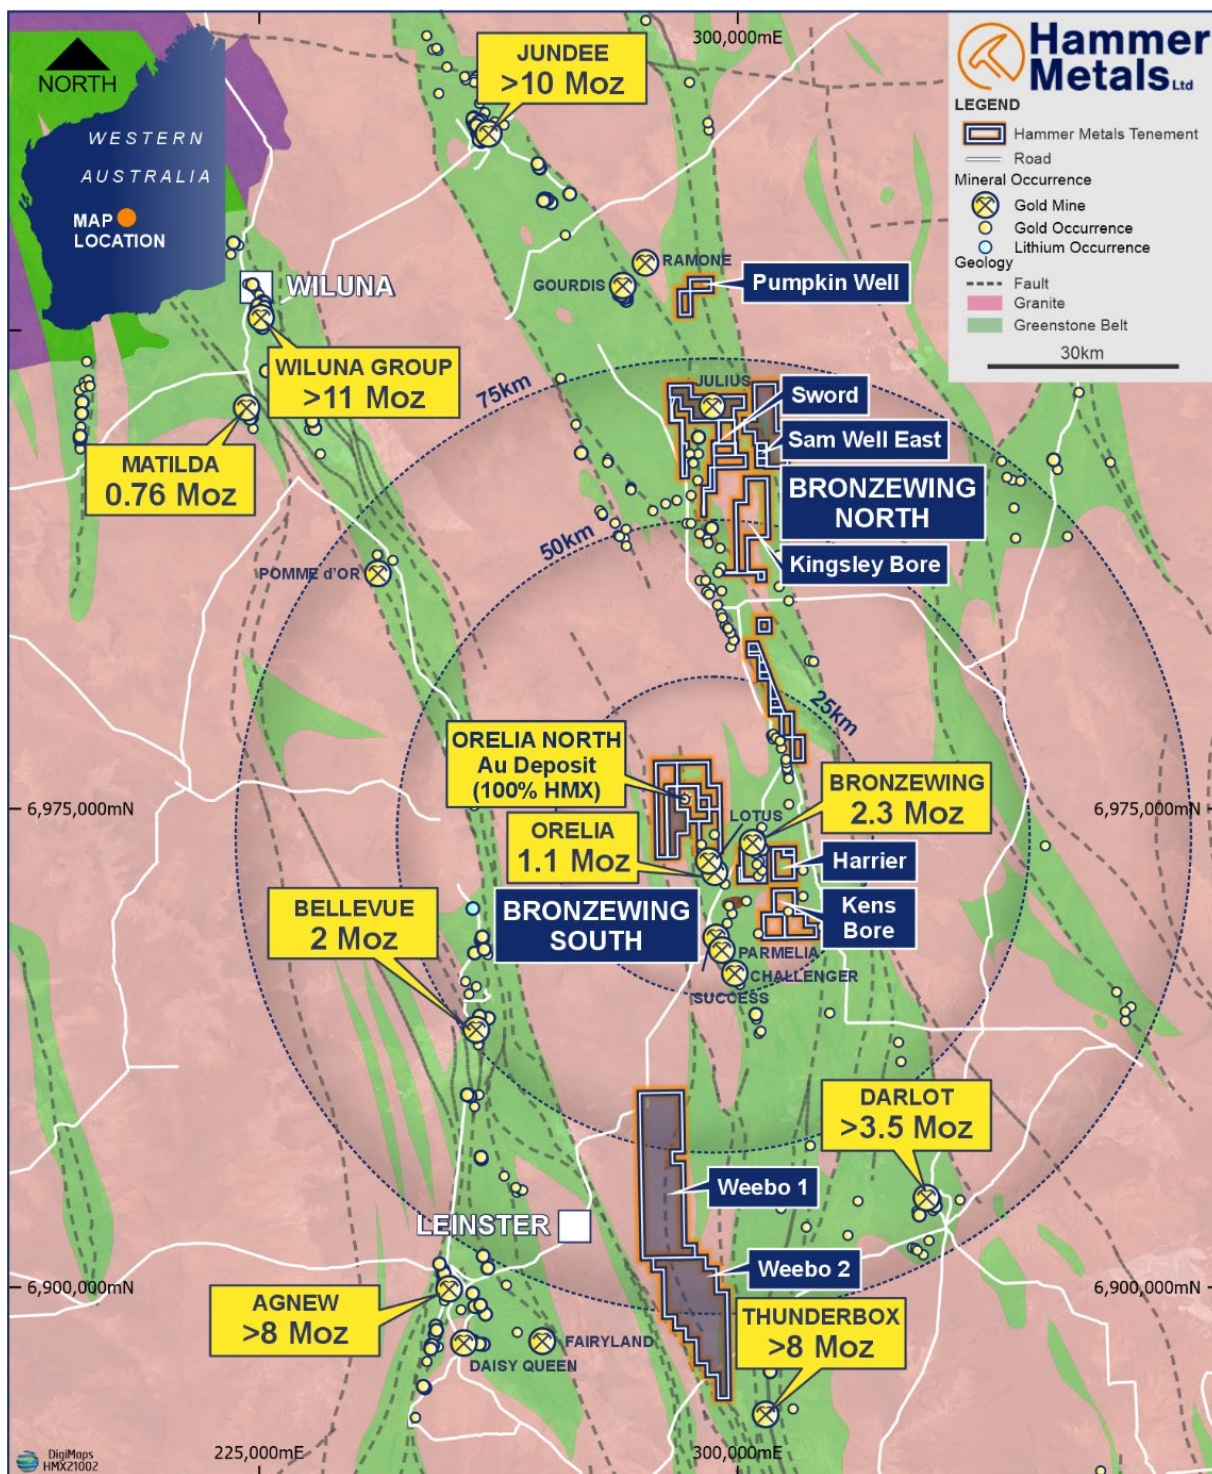 NORTH
WESTERN
AUSTRALIA
MAP
LOCATION
300,000mE
Hammer
Metals Ltd
LEGEND
Hammer Metals Tenement
Road
Mineral Occurrence
Gold Mine
Gold Occurrence
Lithium Occurrence
Geology
Fault
Granite
Greenstone Belt
30km
JUNDEE
>10 Moz
RAMONE
GOURDIS
Pumpkin Well
WILUNA
WILUNA GROUP
>11 Moz
75km
JULIUS
Sword
Sam Well East
MATILDA
0.76 Moz
BRONZEWING
NORTH
50km
Kingsley Bore
POMME d'OR
25km
ORELIA NORTH
Au Deposit
(100% HMX)
BRONZEWING
2.3 Moz
6,975,000mN
6,975,000mN
LOTUS
ORELIA
1.1 Moz
Harrier
BELLEVUE
2 Moz
BRONZEWING
SOUTH
Kens
Bore
PARMELIA
CHALLENGER
SUCCESS
DARLOT
>3.5 Moz
Weebo 1
LEINSTER
Weebo 2
6,900,000mN
6,900,000mN
AGNEW
>8 Moz
THUNDERBOX
>8 Moz
FAIRYLAND
DAISY QUEEN
DigiMaps
HMX21002
225,000mE
300,000mE